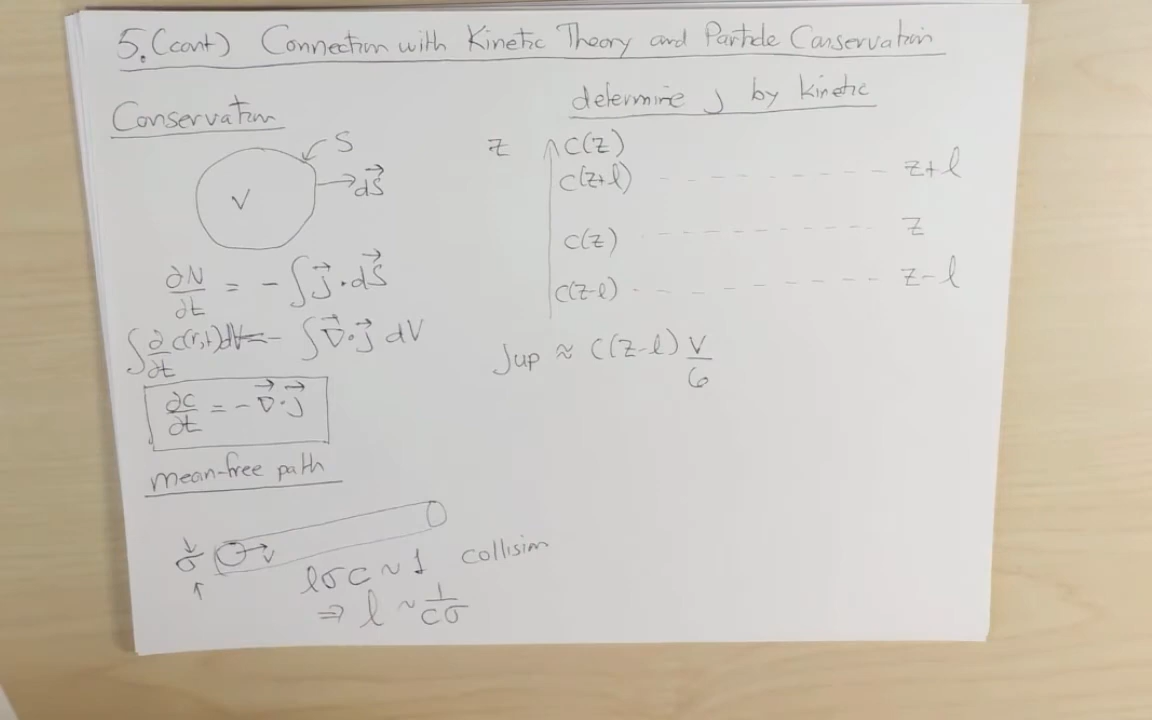 5. (cont) Connection with Kinetic Theory and Particle Conservation
Conservation
S
V
dS⃗
∂N/∂t = - ∫ j⃗ · dS⃗
∫ ∂/∂t c(r,t) dV = - ∫ ∇⃗ · j⃗ dV
∂c/∂t = - ∇⃗ · j⃗
mean-free path
σ
v
lσc ~ 1 collision
⇒ l ~ 1/cσ
determine j by kinetic
z c(z)
c(z+l) z+l
c(z) z
c(z-l) z-l
jup ≈ c(z-l) v/6